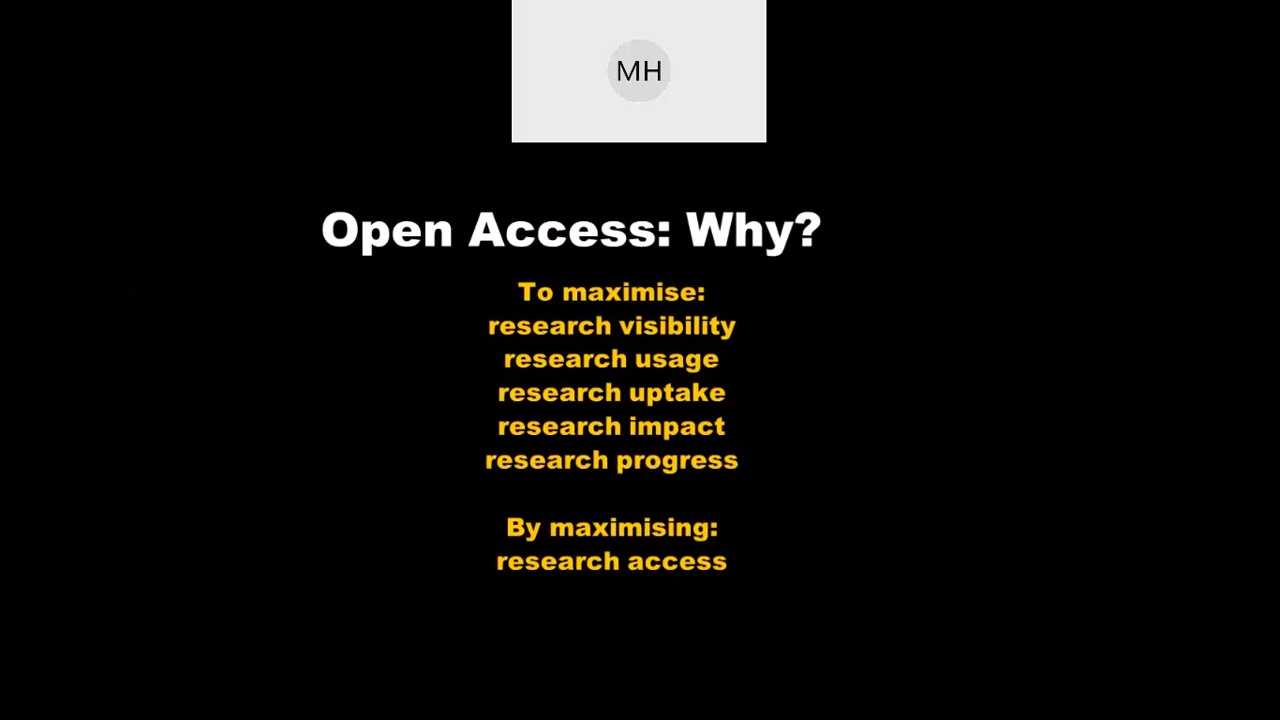 MH
Open Access: Why?
To maximise:
research visibility
research usage
research uptake
research impact
research progress
By maximising:
research access